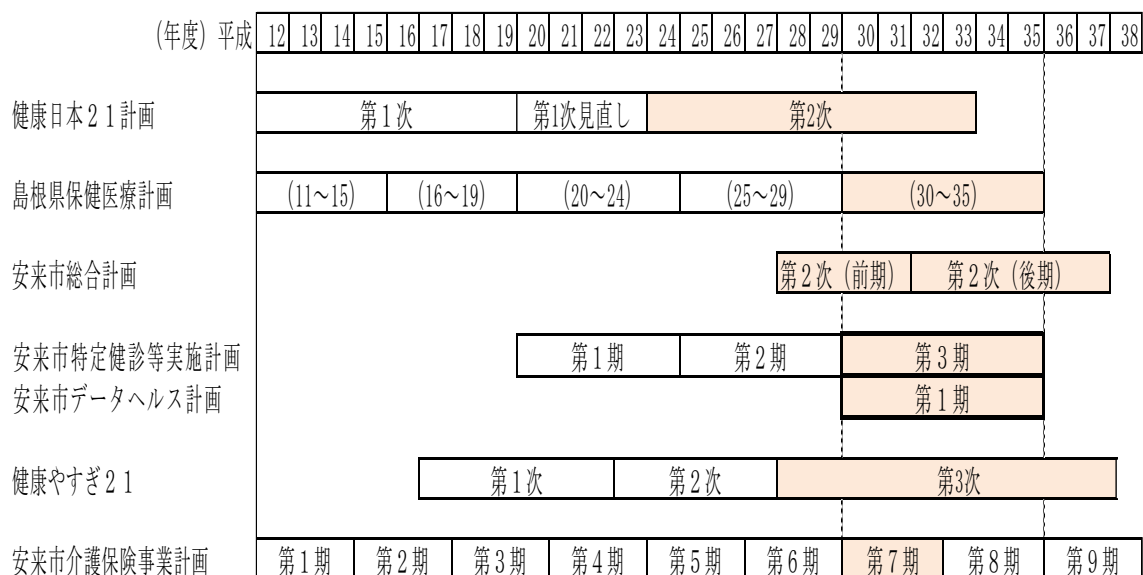 (年度) 平成 12 13 14 15 16 17 18 19 20 21 22 23 24 25 26 27 28 29 30 31 32 33 34 35 36 37 38
健康日本21計画 第1次 第1次見直し 第2次
島根県保健医療計画 (11～15) (16～19) (20～24) (25～29) (30～35)
安来市総合計画 第2次(前期) 第2次(後期)
安来市特定健診等実施計画 第1期 第2期 第3期
安来市データヘルス計画 第1期
健康やすぎ21 第1次 第2次 第3次
安来市介護保険事業計画 第1期 第2期 第3期 第4期 第5期 第6期 第7期 第8期 第9期